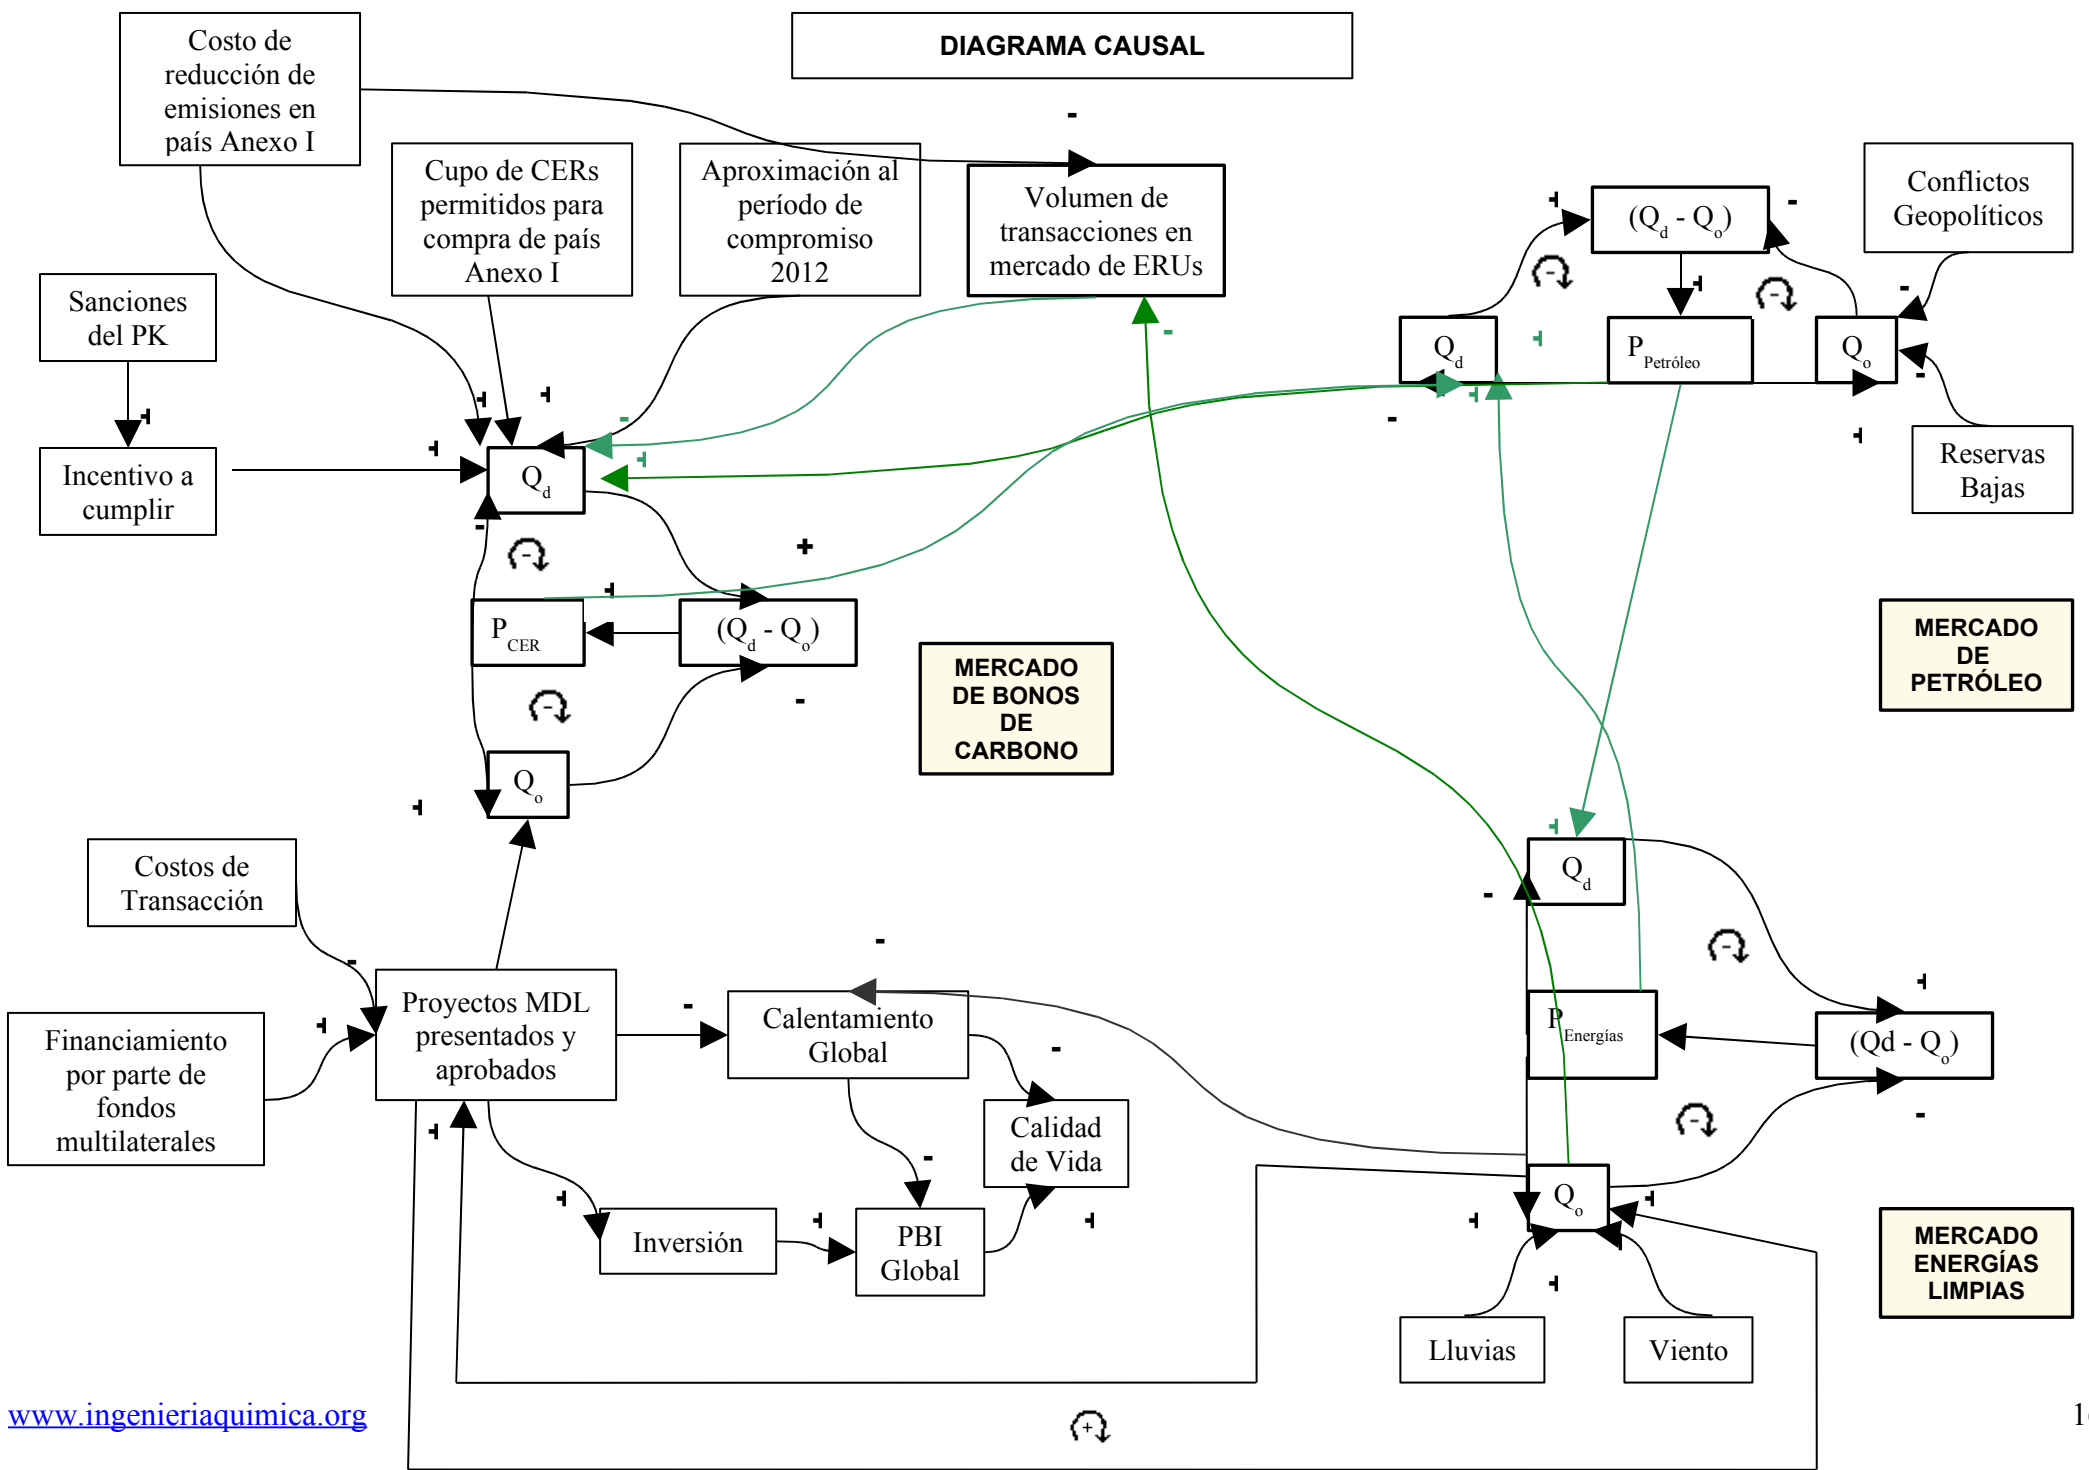 DIAGRAMA CAUSAL
Costo de
reducción de
emisiones en
país Anexo I
Cupo de CERs
permitidos para
compra de país
Anexo I
Aproximación al
período de
compromiso
2012
Volumen de
transacciones en
mercado de ERUs
-
Conflictos
Geopolíticos
(Qd - Qo)
+
-
-
-
Sanciones
del PK
Qd
PPetróleo
Qo
+
+
-
-
+
-
+
-
+
Reservas
Bajas
Incentivo a
cumplir
+
+
+
+
-
+
Qd
-
-
+
PCER
+
(Qd - Qo)
-
-
Qo
+
MERCADO
DE BONOS
DE
CARBONO
MERCADO
DE
PETRÓLEO
Costos de
Transacción
-
Financiamiento
por parte de
fondos
multilaterales
+
Proyectos MDL
presentados y
aprobados
+
-
Calentamiento
Global
-
-
Calidad
de Vida
-
+
Inversión
+
PBI
Global
+
+
Qd
-
-
PEnergías
+
(Qd - Qo)
-
-
Qo
+
+
+
Lluvias
Viento
MERCADO
ENERGÍAS
LIMPIAS
www.ingenieriaquimica.org
+